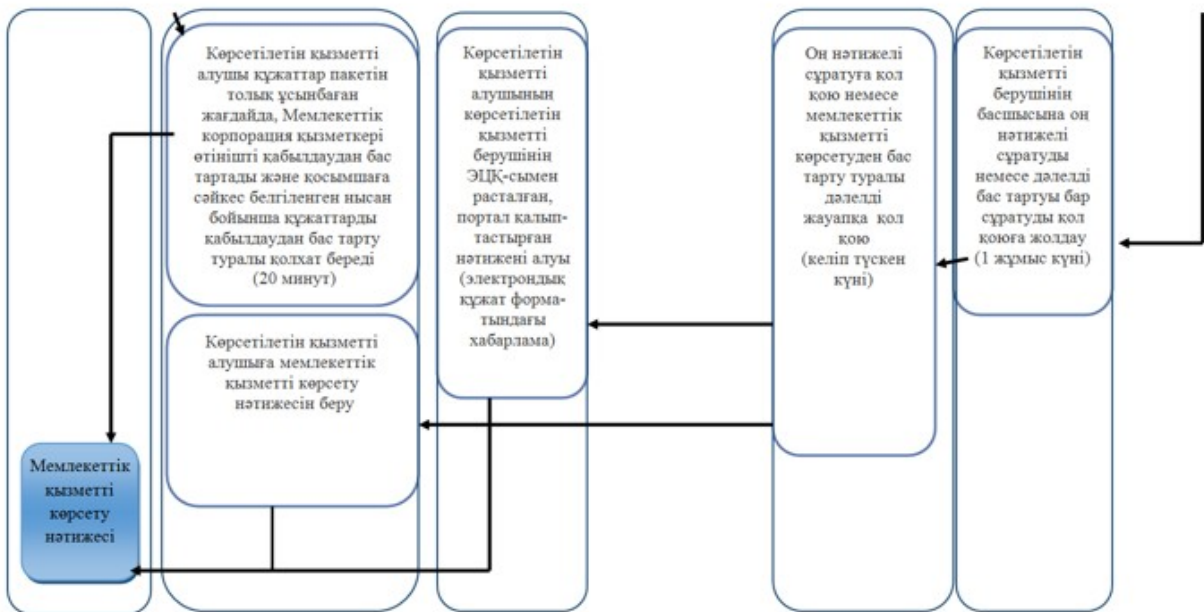 Көрсетілетін қызметті
алушы құжаттар пакетін
толық ұсынбаған
жағдайда, Мемлекеттік
корпорация қызметкері
өтінішті қабылдаудан бас
тартады және қосымшаға
сәйкес белгіленген нысан
бойынша құжаттарды
қабылдаудан бас тарту
туралы қолхат береді
(20 минут)
Көрсетілетін қызметті
алушыға мемлекеттік
қызметті көрсету
нәтижесін беру
Көрсетілетін
қызметті
алушының
көрсетілетін
қызметті
берушінің
ЭЦҚ-сымен
расталған,
портал қалып-
тастырған
нәтижені алуы
(электрондық
құжат форма-
тындағы
хабарлама)
Оң нәтижелі
сұратуға қол
қою немесе
мемлекеттік
қызметті
көрсетуден бас
тарту туралы
дәлелді
жауапқа қол
қою
(келіп түскен
күні)
Көрсетілетін
қызметті
берушінің
басшысына оң
нәтижелі
сұратуды
немесе дәлелді
бас тартуы бар
сұратуды қол
қоюға жолдау
(1 жұмыс күні)
Мемлекеттік
қызметті
көрсету
нәтижесі